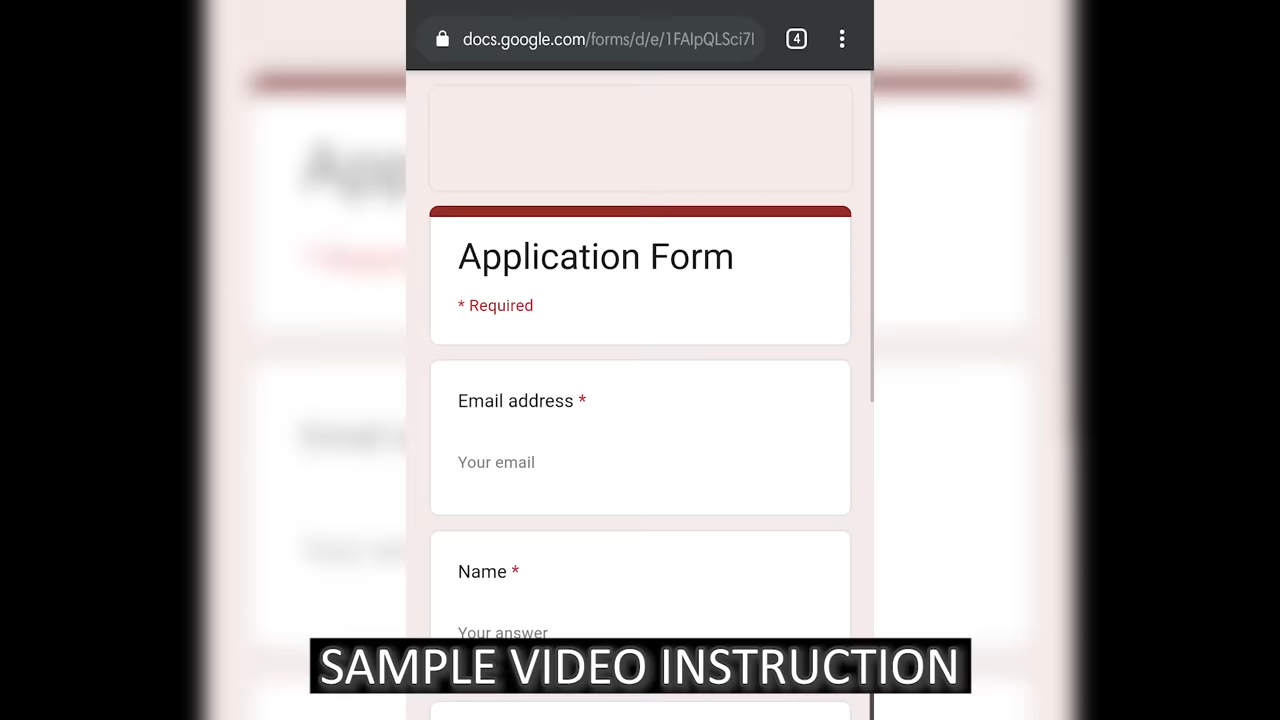 docs.google.com/forms/d/e/1FAIpQLSci7I
4
Application Form
* Required
Email address *
Your email
Name *
Your answer
SAMPLE VIDEO INSTRUCTION